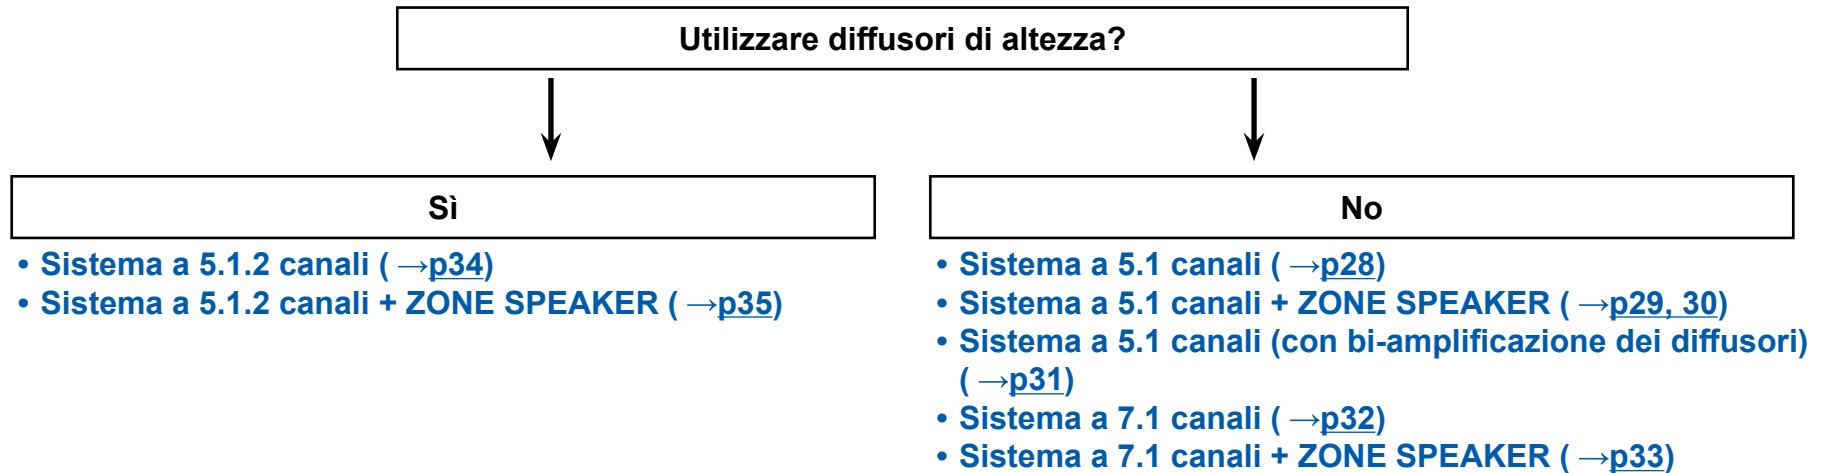 Utilizzare diffusori di altezza?
Sì
• Sistema a 5.1.2 canali ( →p34)
• Sistema a 5.1.2 canali + ZONE SPEAKER ( →p35)
No
• Sistema a 5.1 canali ( →p28)
• Sistema a 5.1 canali + ZONE SPEAKER ( →p29, 30)
• Sistema a 5.1 canali (con bi-amplificazione dei diffusori)
( →p31)
• Sistema a 7.1 canali ( →p32)
• Sistema a 7.1 canali + ZONE SPEAKER ( →p33)